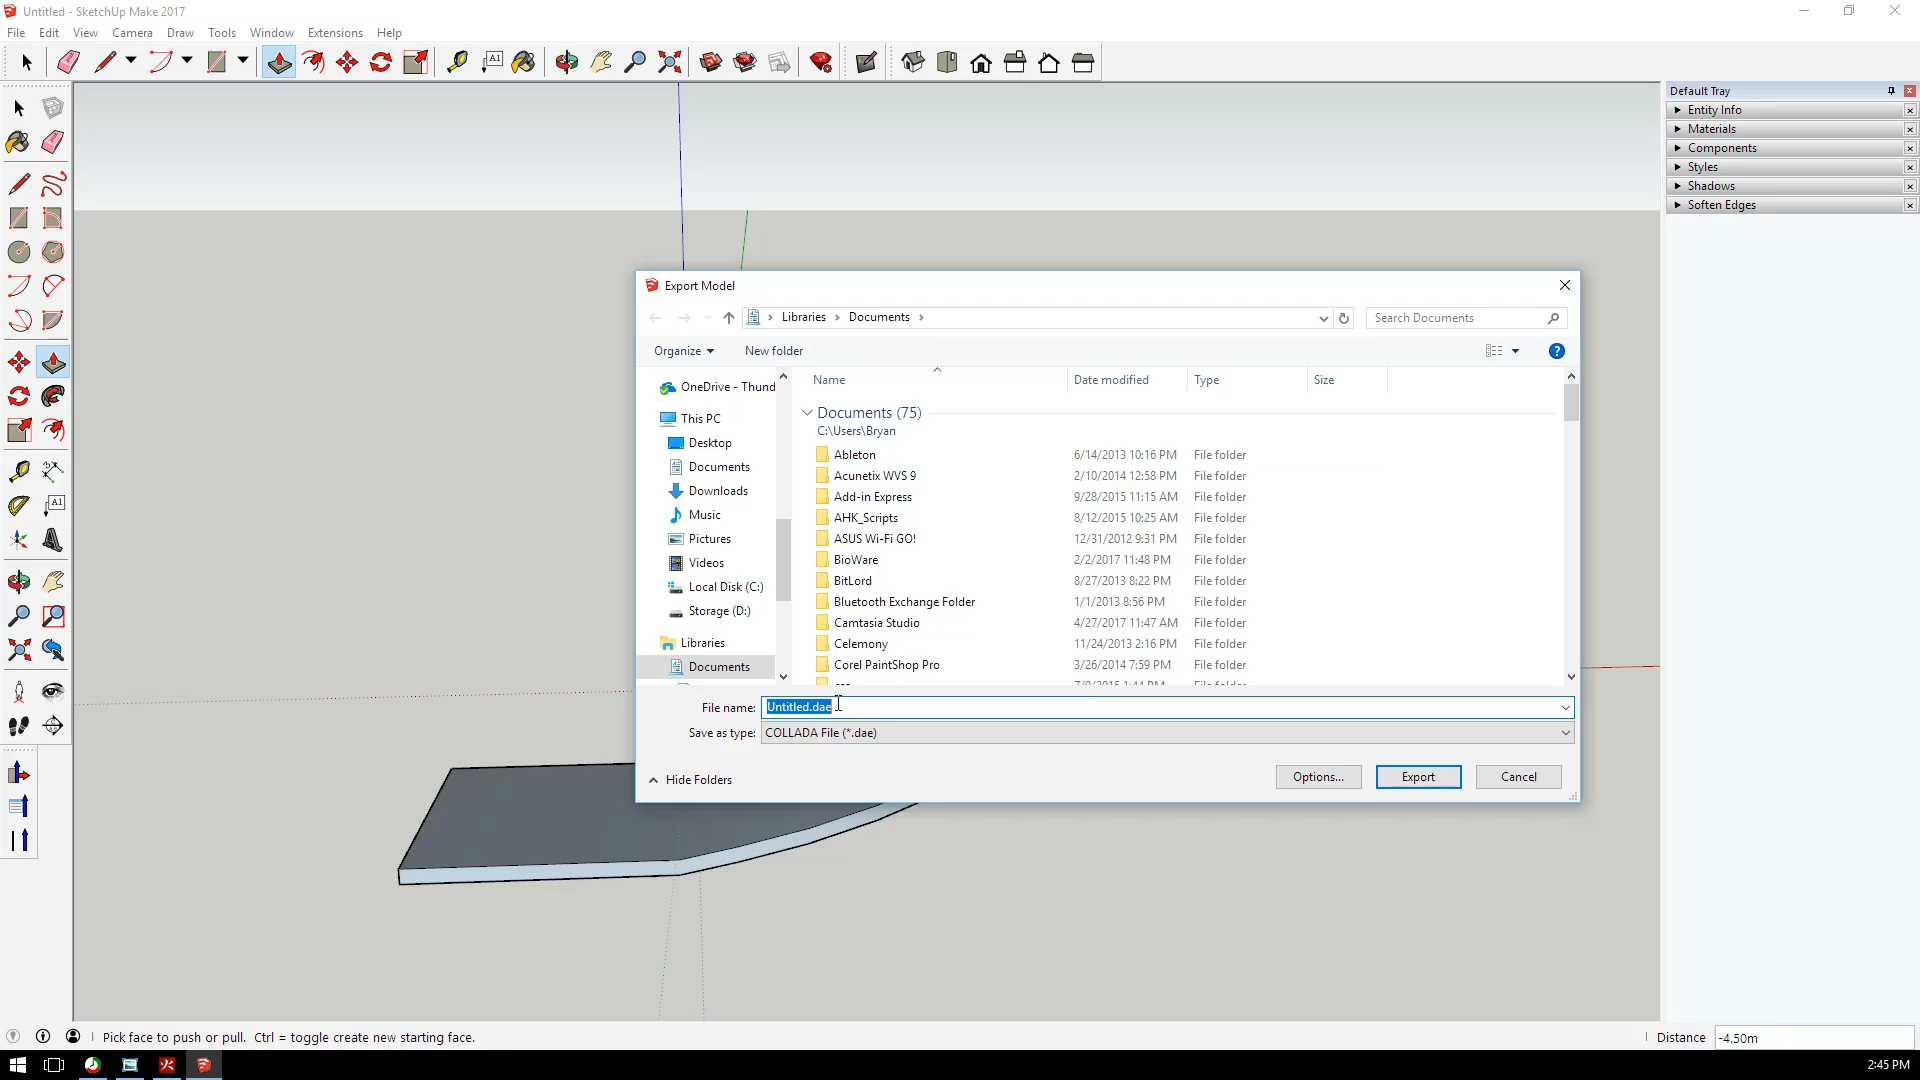 Untitled - SketchUp Make 2017
File Edit View Camera Draw Tools Window Extensions Help
A1
Default Tray
Entity Info
Materials
Components
Styles
Shadows
Soften Edges
A1
Export Model
Libraries Documents
Search Documents
Organize New folder
OneDrive - Thund
This PC
Desktop
Documents
Downloads
Music
Pictures
Videos
Local Disk (C:)
Storage (D:)
Libraries
Documents
Name Date modified Type Size
Documents (75)
C:\Users\Bryan
Ableton 6/14/2013 10:16 PM File folder
Acunetix WVS 9 2/10/2014 12:58 PM File folder
Add-in Express 9/28/2015 11:15 AM File folder
AHK_Scripts 8/12/2015 10:25 AM File folder
ASUS Wi-Fi GO! 12/31/2012 9:31 PM File folder
BioWare 2/2/2017 11:48 PM File folder
BitLord 8/27/2013 8:22 PM File folder
Bluetooth Exchange Folder 1/1/2013 8:56 PM File folder
Camtasia Studio 4/27/2017 11:47 AM File folder
Celemony 11/24/2013 2:16 PM File folder
Corel PaintShop Pro 3/26/2014 7:59 PM File folder
File name: Untitled.dae
Save as type: COLLADA File (*.dae)
Hide Folders
Options... Export Cancel
Pick face to push or pull. Ctrl = toggle create new starting face.
Distance -4.50m
2:45 PM